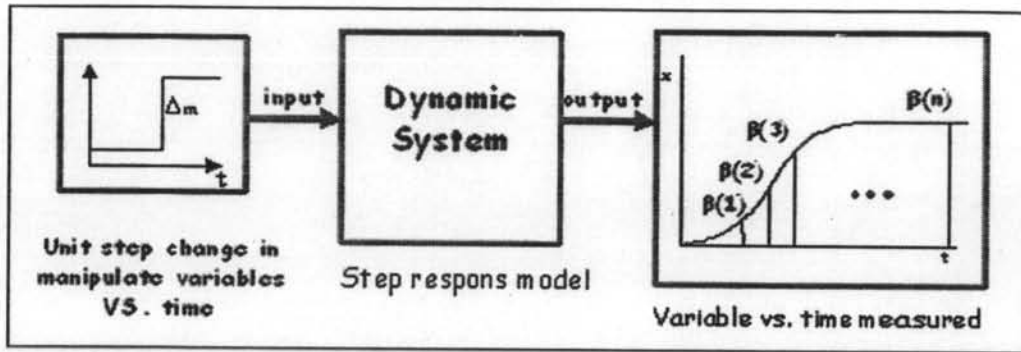 Δm
t
Unit step change in
manipulate variables
VS. time
input
Dynamic
System
Step respons model
output
x
β(1)
β(2)
β(3)
•••
β(n)
t
Variable vs. time measured